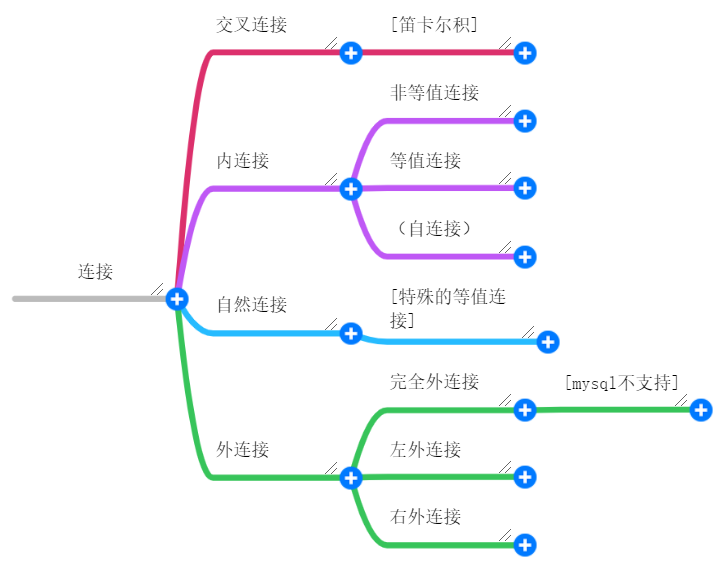 交叉连接
[笛卡尔积]
非等值连接
内连接
等值连接
（自连接）
连接
自然连接
[特殊的等值连
接]
完全外连接
[mysql不支持]
外连接
左外连接
右外连接